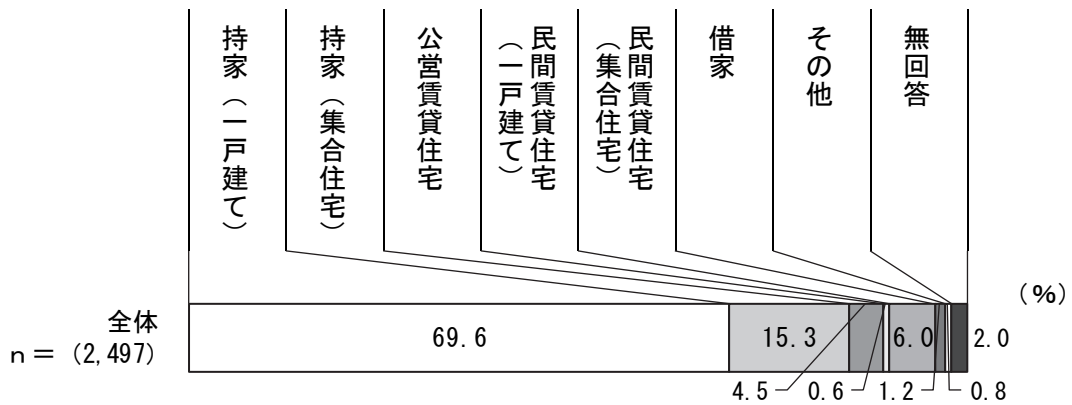 持家（一戸建て）
持家（集合住宅）
公営賃貸住宅
民間賃貸住宅
（一戸建て）
民間賃貸住宅
（集合住宅）
借家
その他
無回答
（％）
全体
ｎ＝（2,497）
69.6
15.3
6.0
2.0
4.5
0.6
1.2
0.8